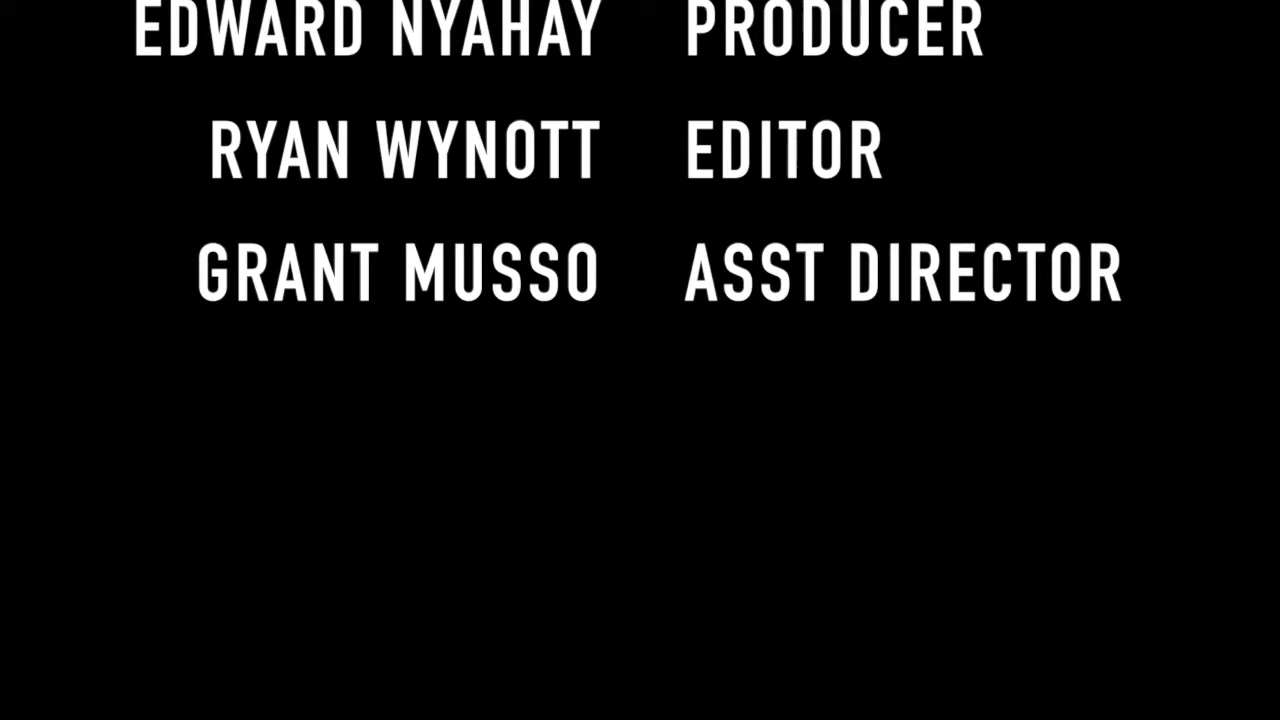 EDWARD NYAHAY PRODUCER
RYAN WYNOTT EDITOR
GRANT MUSSO ASST DIRECTOR